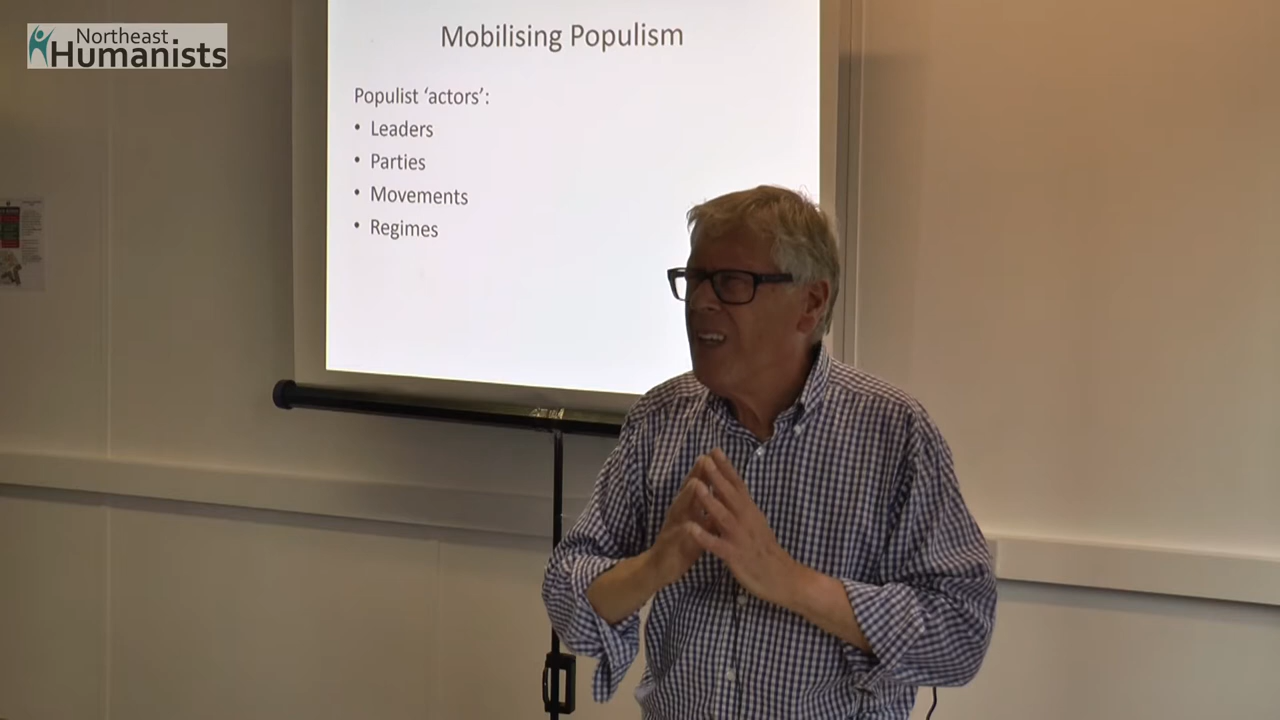 Northeast
Humanists
Mobilising Populism
Populist ‘actors’:
• Leaders
• Parties
• Movements
• Regimes